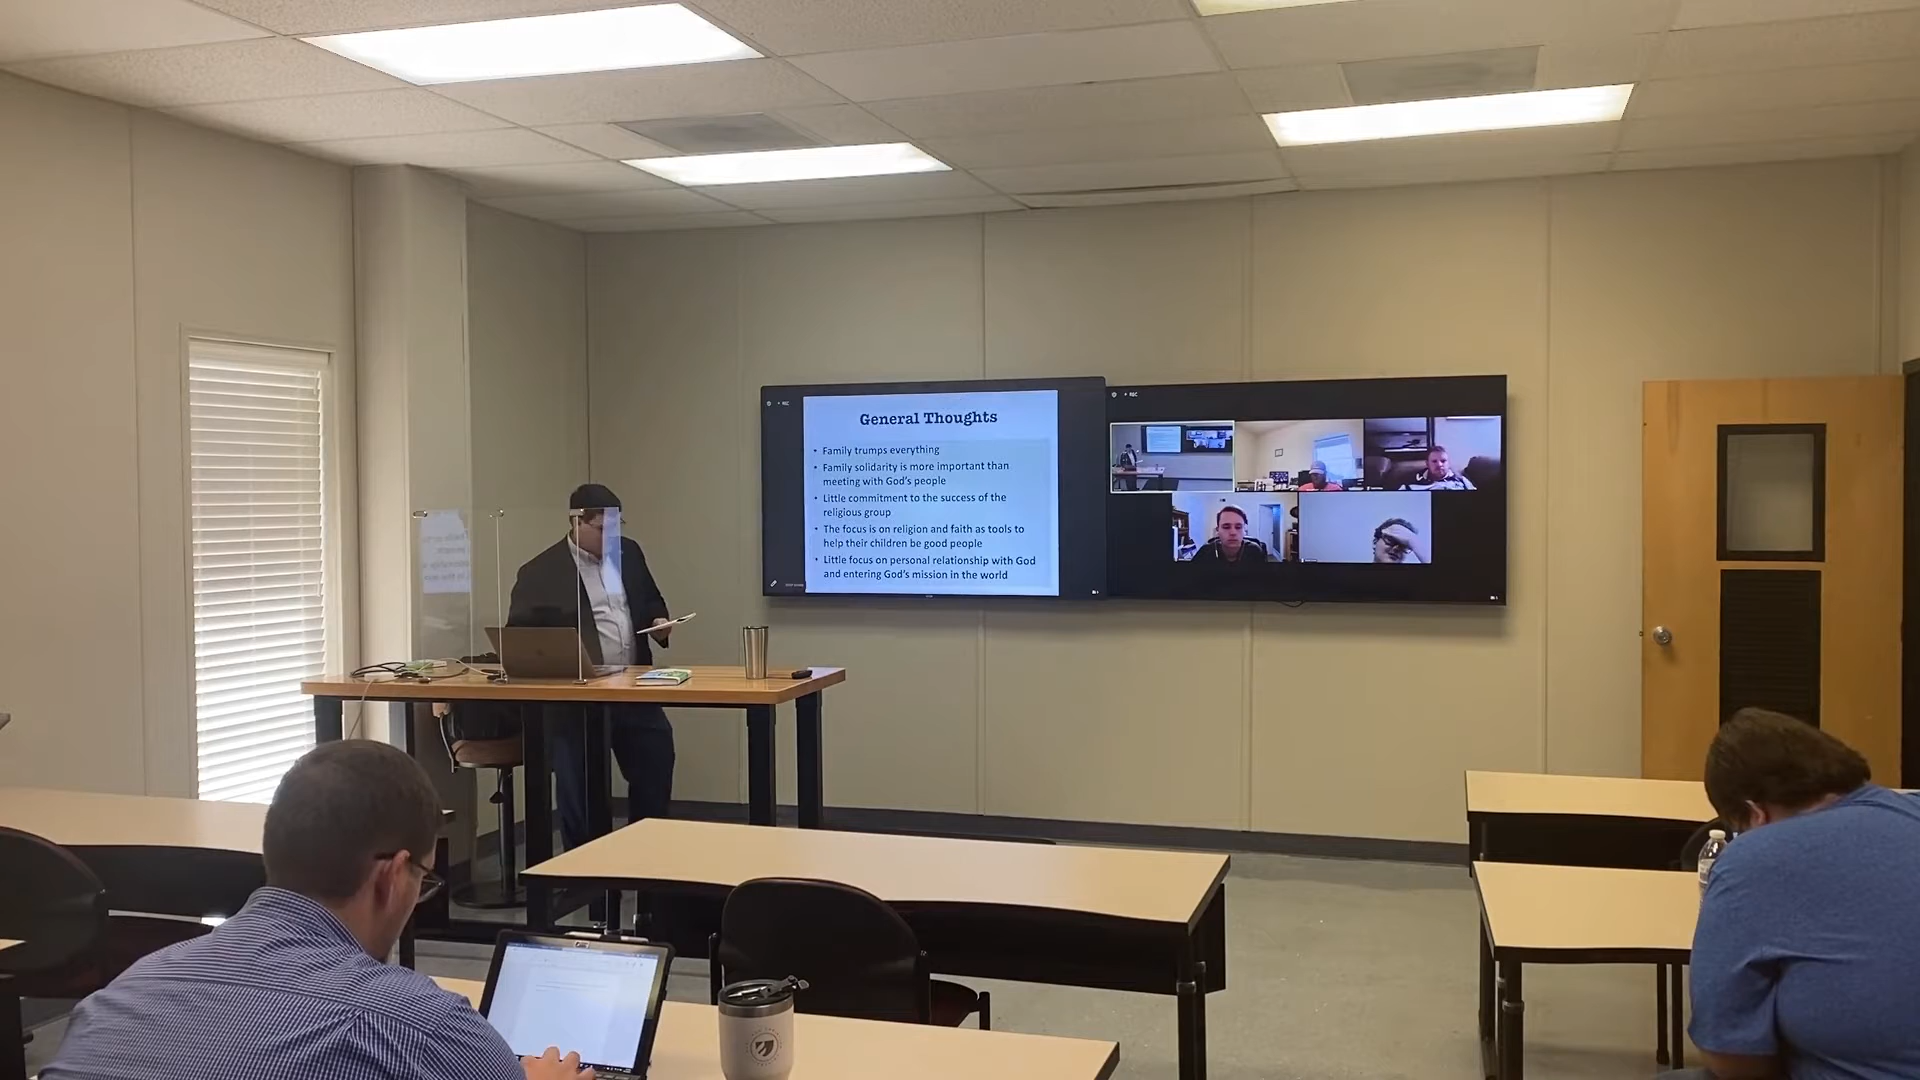 REC
General Thoughts
• Family trumps everything
• Family solidarity is more important than
meeting with God's people
• Little commitment to the success of the
religious group
• The focus is on religion and faith as tools to
help their children be good people
• Little focus on personal relationship with God
and entering God's mission in the world
REC